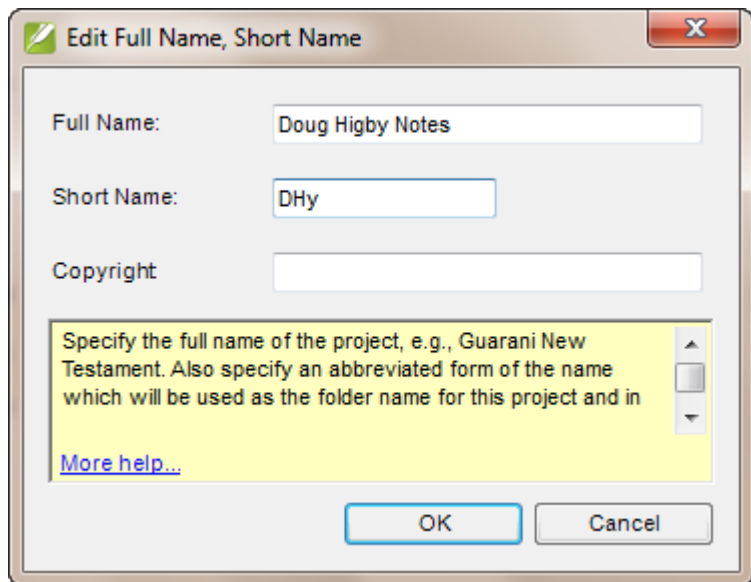 Edit Full Name, Short Name
Full Name:
Doug Higby Notes
Short Name:
DHy
Copyright
Specify the full name of the project, e.g., Guarani New
Testament. Also specify an abbreviated form of the name
which will be used as the folder name for this project and in
More help...
OK
Cancel